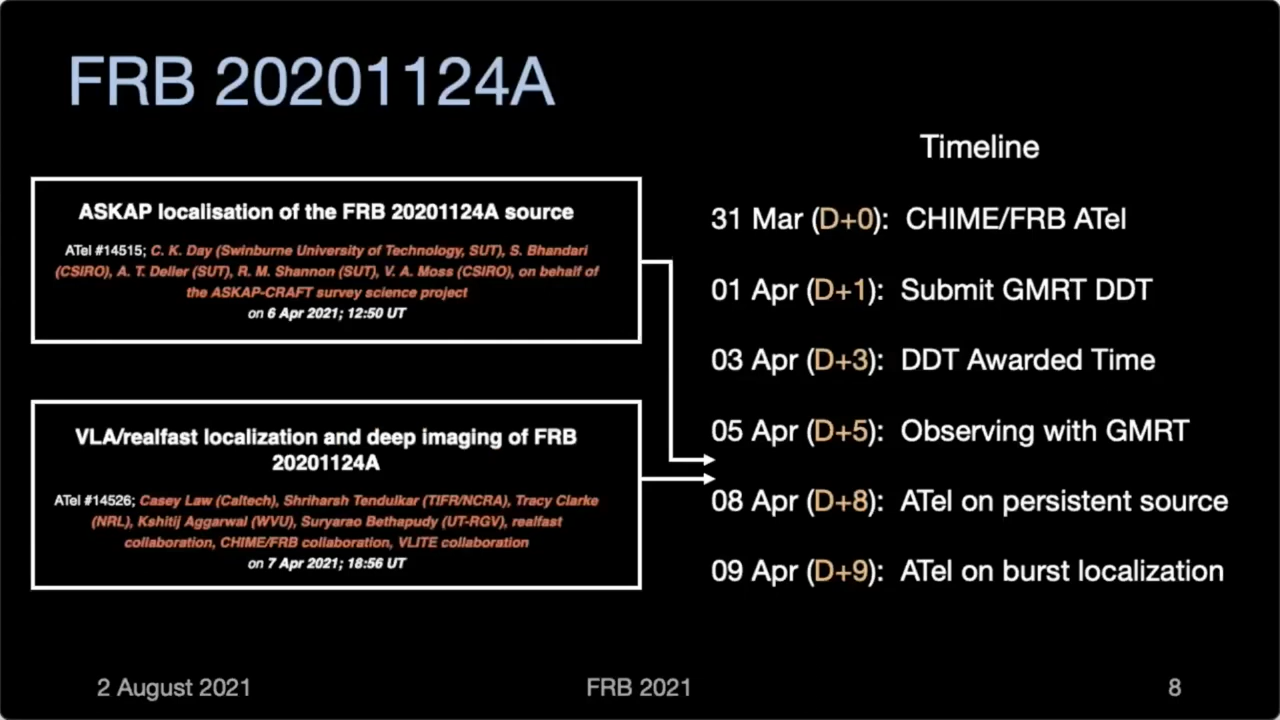 FRB 20201124A
ASKAP localisation of the FRB 20201124A source
ATel #14515; C. K. Day (Swinburne University of Technology, SUT), S. Bhandari
(CSIRO), A. T. Deller (SUT), R. M. Shannon (SUT), V. A. Moss (CSIRO), on behalf of
the ASKAP-CRAFT survey science project
on 6 Apr 2021; 12:50 UT
VLA/realfast localization and deep imaging of FRB
20201124A
ATel #14526; Casey Law (Caltech), Shriharsh Tendulkar (TIFR/NCRA), Tracy Clarke
(NRL), Kshitij Aggarwal (WVU), Suryarao Bethapudy (UT-RGV), realfast
collaboration, CHIME/FRB collaboration, VLITE collaboration
on 7 Apr 2021; 18:56 UT
Timeline
31 Mar (D+0): CHIME/FRB ATel
01 Apr (D+1): Submit GMRT DDT
03 Apr (D+3): DDT Awarded Time
05 Apr (D+5): Observing with GMRT
08 Apr (D+8): ATel on persistent source
09 Apr (D+9): ATel on burst localization
2 August 2021
FRB 2021
8